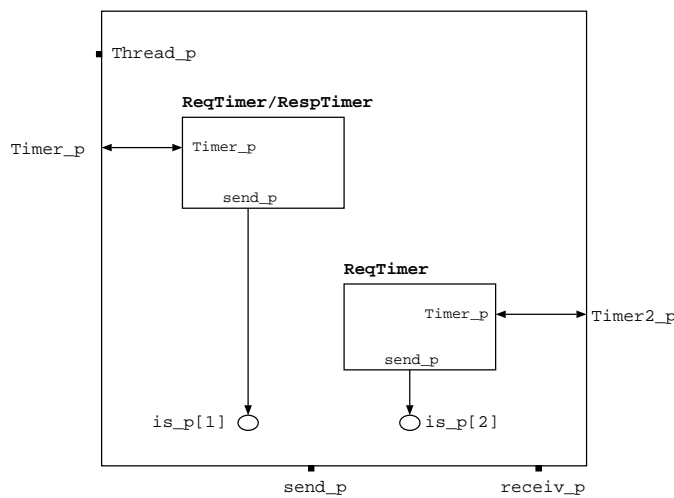 Thread_p
ReqTimer/RespTimer
Timer_p
Timer_p
send_p
ReqTimer
Timer_p
Timer2_p
send_p
is_p[1]
is_p[2]
send_p
receiv_p